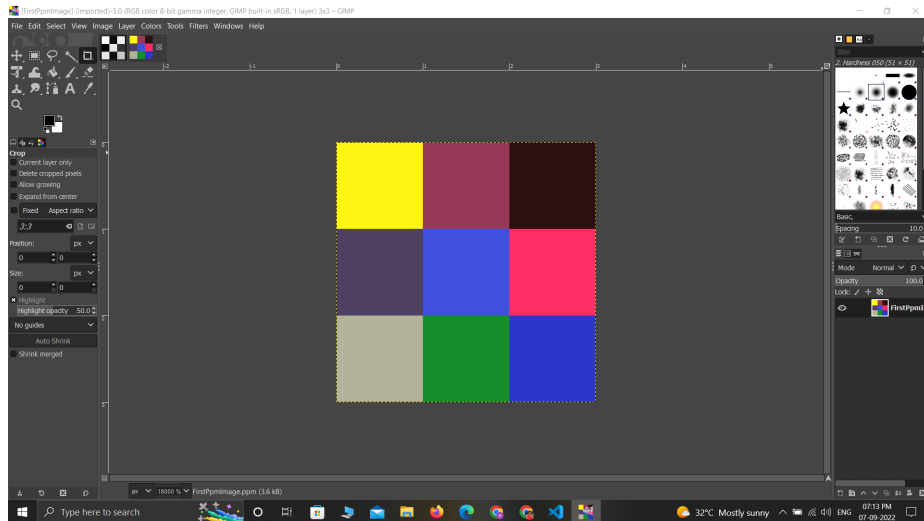 [FirstPpmImage] (imported)-5.0 (RGB color 8-bit gamma integer, GIMP built-in sRGB, 1 layer) 3x3 – GIMP
File Edit Select View Image Layer Colors Tools Filters Windows Help
filter
2. Hardness 050 (51 × 51)
Crop
Current layer only
Delete cropped pixels
Allow growing
Expand from center
Fixed Aspect ratio
3:3
Position: px
0 0
Size: px
0 0
Highlight
Highlight opacity 50.0
No guides
Auto Shrink
Shrink merged
Basic,
Spacing 10.0
Mode Normal
Opacity 100.0
Lock:
FirstPpmI
px 18000 % FirstPpmImage.ppm (3.6 kB)
Type here to search
32°C Mostly sunny
ENG
07:13 PM
07-09-2022